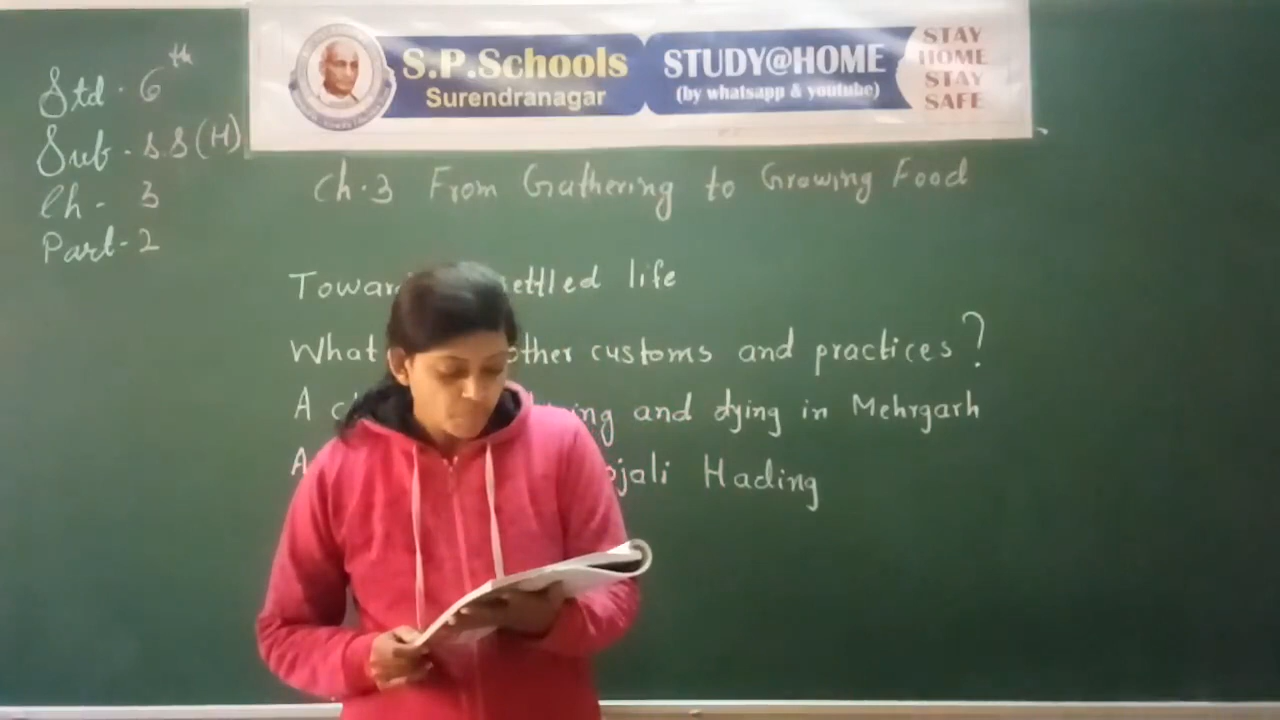 Std. 6th
Sub - SS (H)
Ch - 3
Part - 2
S.P.Schools
Surendranagar
STUDY@HOME
(by whatsapp & youtube)
STAY
HOME
STAY
SAFE
Ch.3 From Gathering to Growing Food
settled life
What other customs and practices?
A and dying in Mehrgarh
A Hading